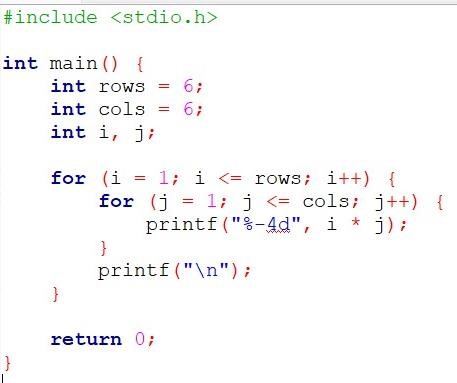 #include <stdio.h>

int main() {
    int rows = 6;
    int cols = 6;
    int i, j;

    for (i = 1; i <= rows; i++) {
        for (j = 1; j <= cols; j++) {
            printf("%-4d", i * j);
        }
        printf("\n");
    }

    return 0;
}